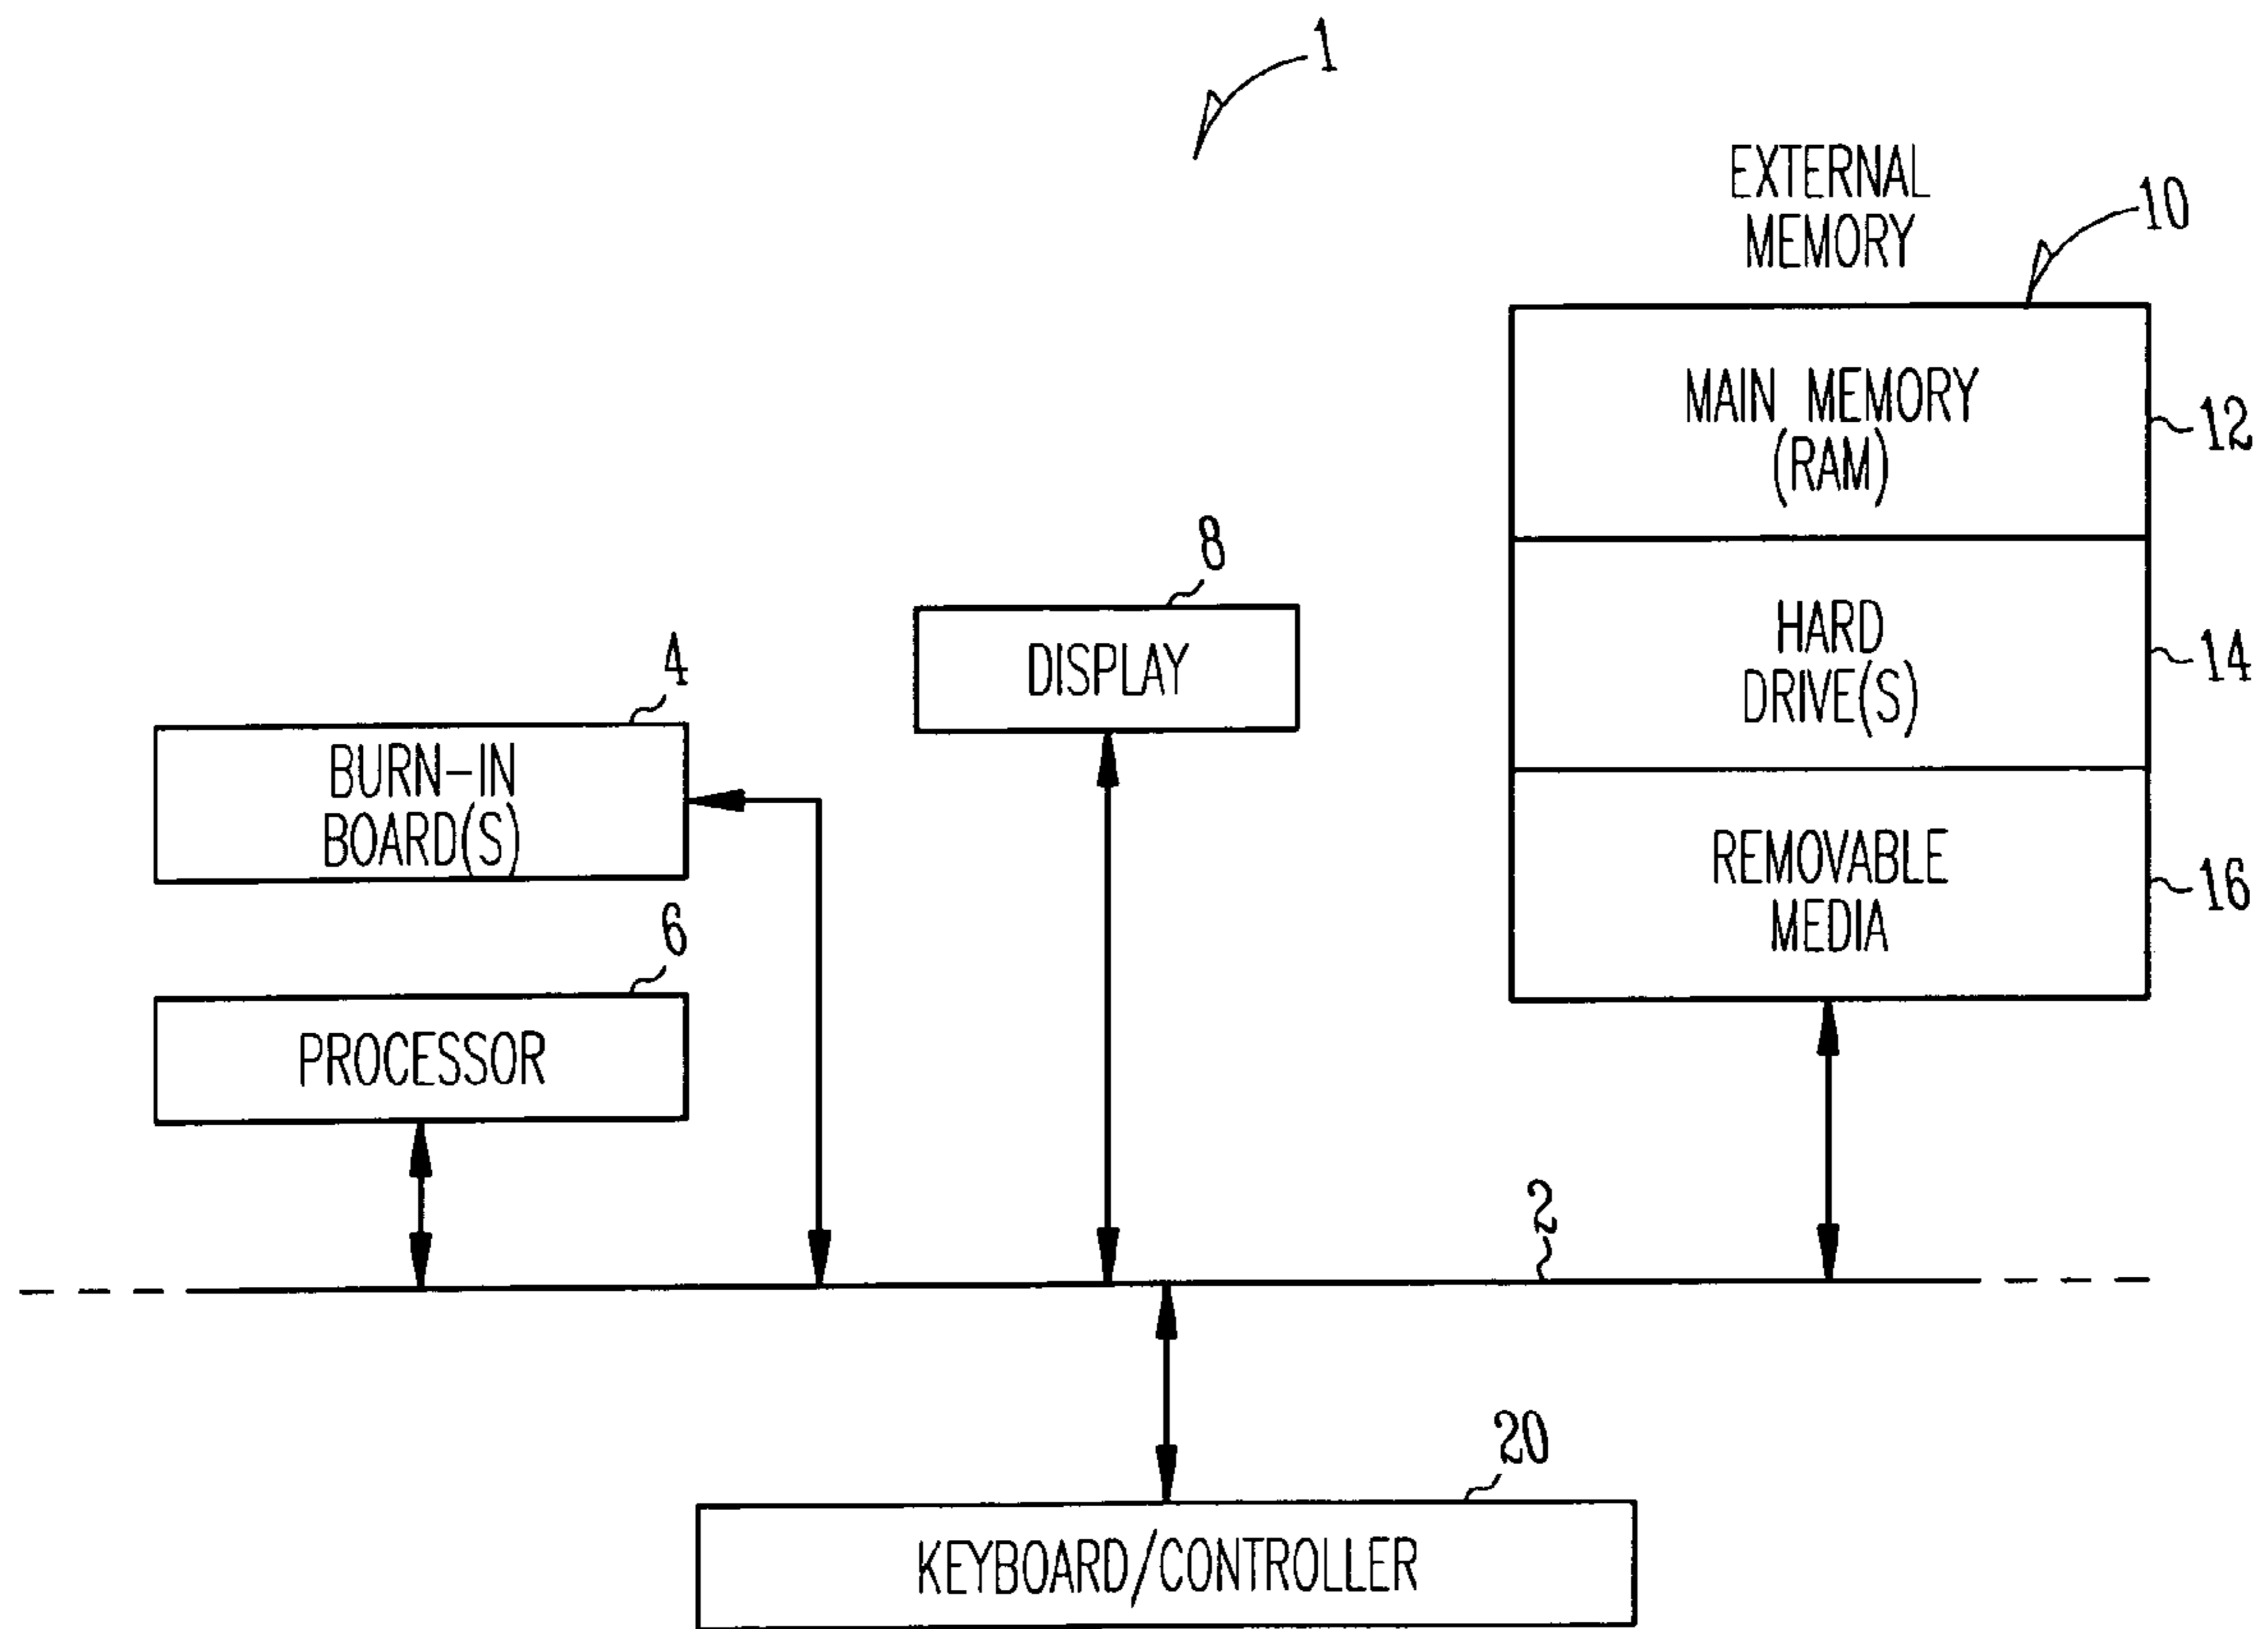 1
EXTERNAL
MEMORY
10
MAIN MEMORY
(RAM)
12
HARD
DRIVE(S)
14
REMOVABLE
MEDIA
16
8
DISPLAY
4
BURN-IN
BOARD(S)
6
PROCESSOR
2
20
KEYBOARD/CONTROLLER